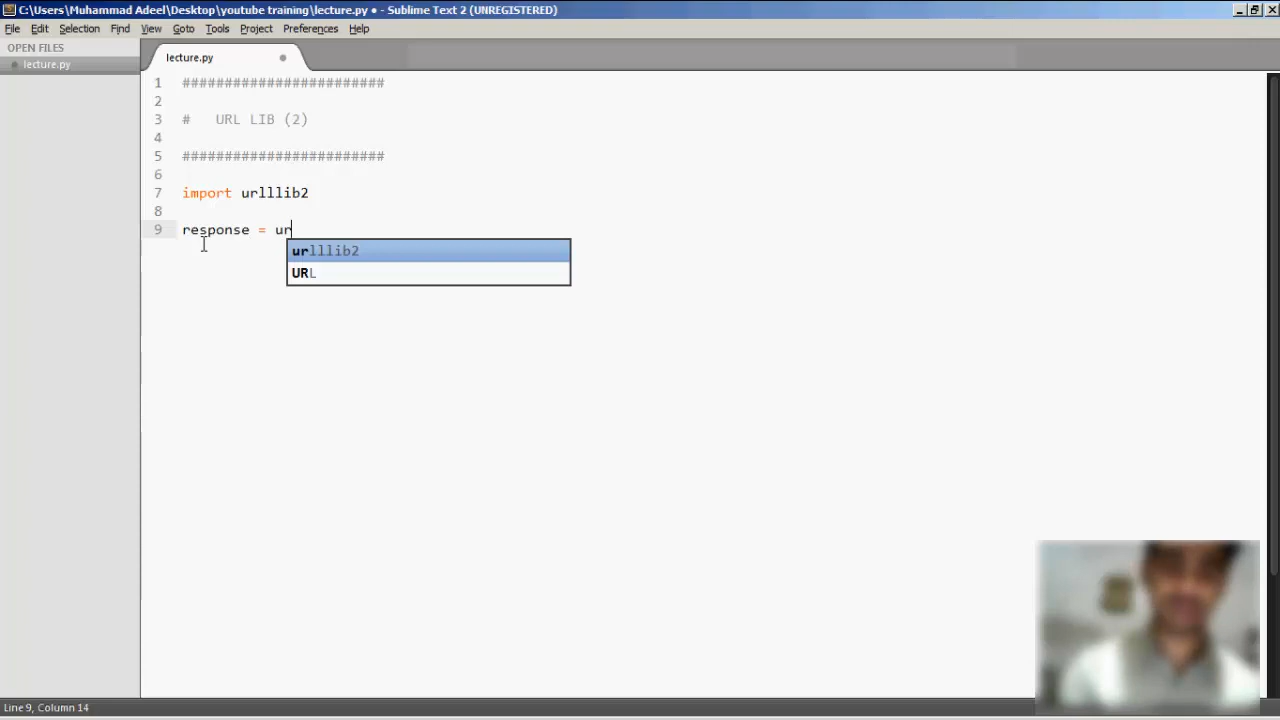 C:\Users\Muhammad Adeel\Desktop\youtube training\lecture.py • - Sublime Text 2 (UNREGISTERED)
File Edit Selection Find View Goto Tools Project Preferences Help
OPEN FILES
lecture.py
lecture.py
1 ########################
2
3 # URL LIB (2)
4
5 ########################
6
7 import urlllib2
8
9 response = ur
urlllib2
URL
Line 9, Column 14